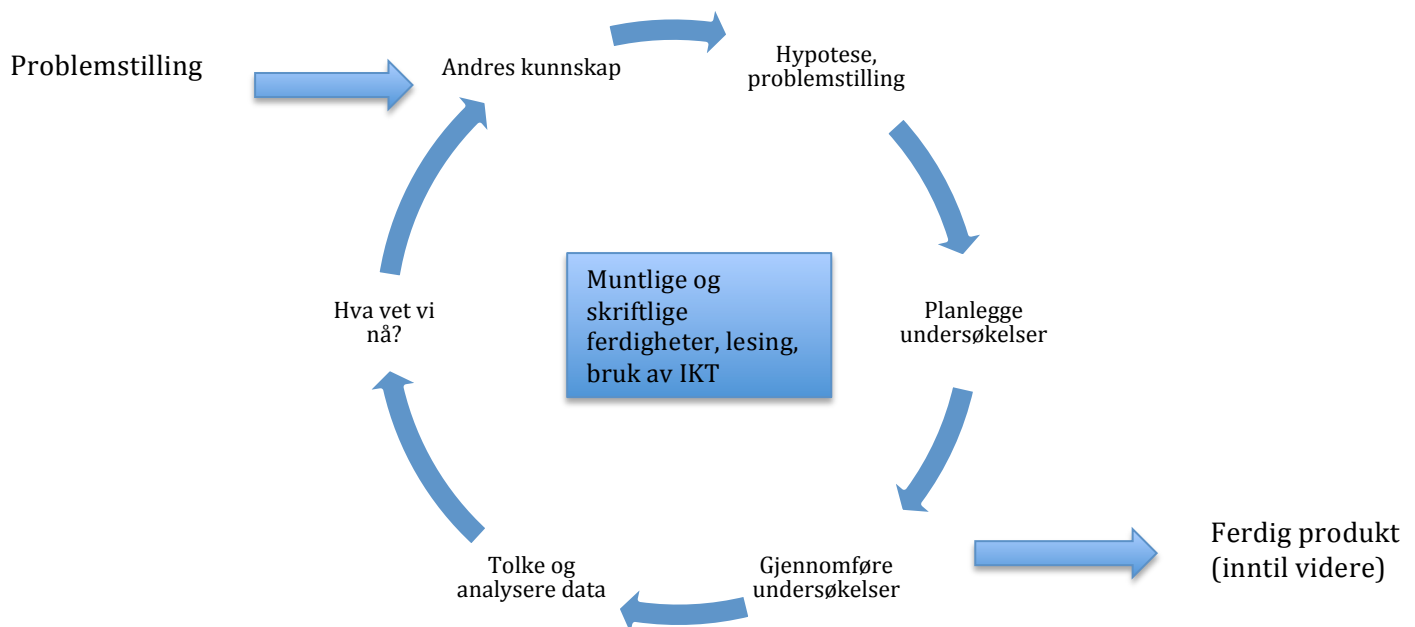 Problemstilling
Andres kunnskap
Hypotese,
problemstilling
Planlegge
undersøkelser
Gjennomføre
undersøkelser
Ferdig produkt
(inntil videre)
Tolke og
analysere data
Hva vet vi
nå?
Muntlige og
skriftlige
ferdigheter, lesing,
bruk av IKT